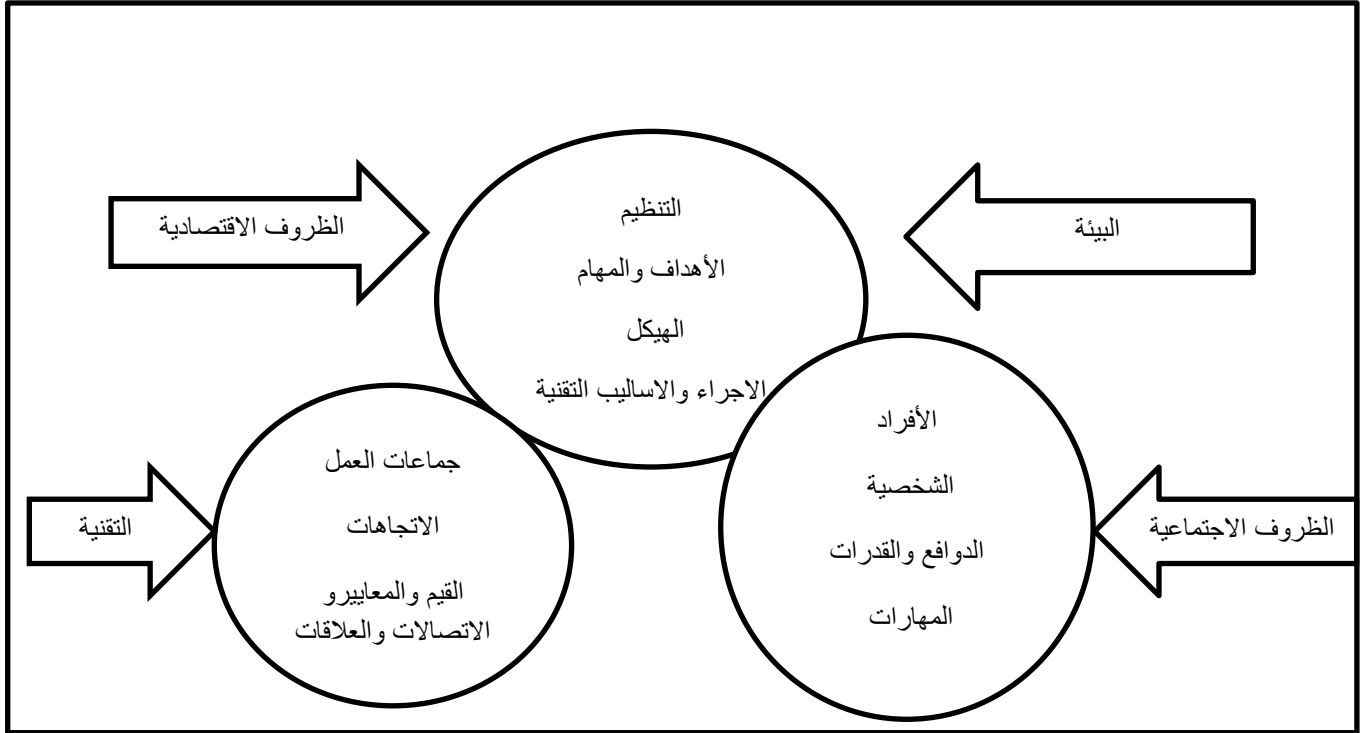 الظروف الاقتصادية
البيئة
التنظيم
الأهداف والمهام
الهيكل
الاجراء والاساليب التقنية
الأفراد
الشخصية
الدوافع والقدرات
المهارات
الظروف الاجتماعية
جماعات العمل
الاتجاهات
القيم والمعاييرو
الاتصالات والعلاقات
التقنية